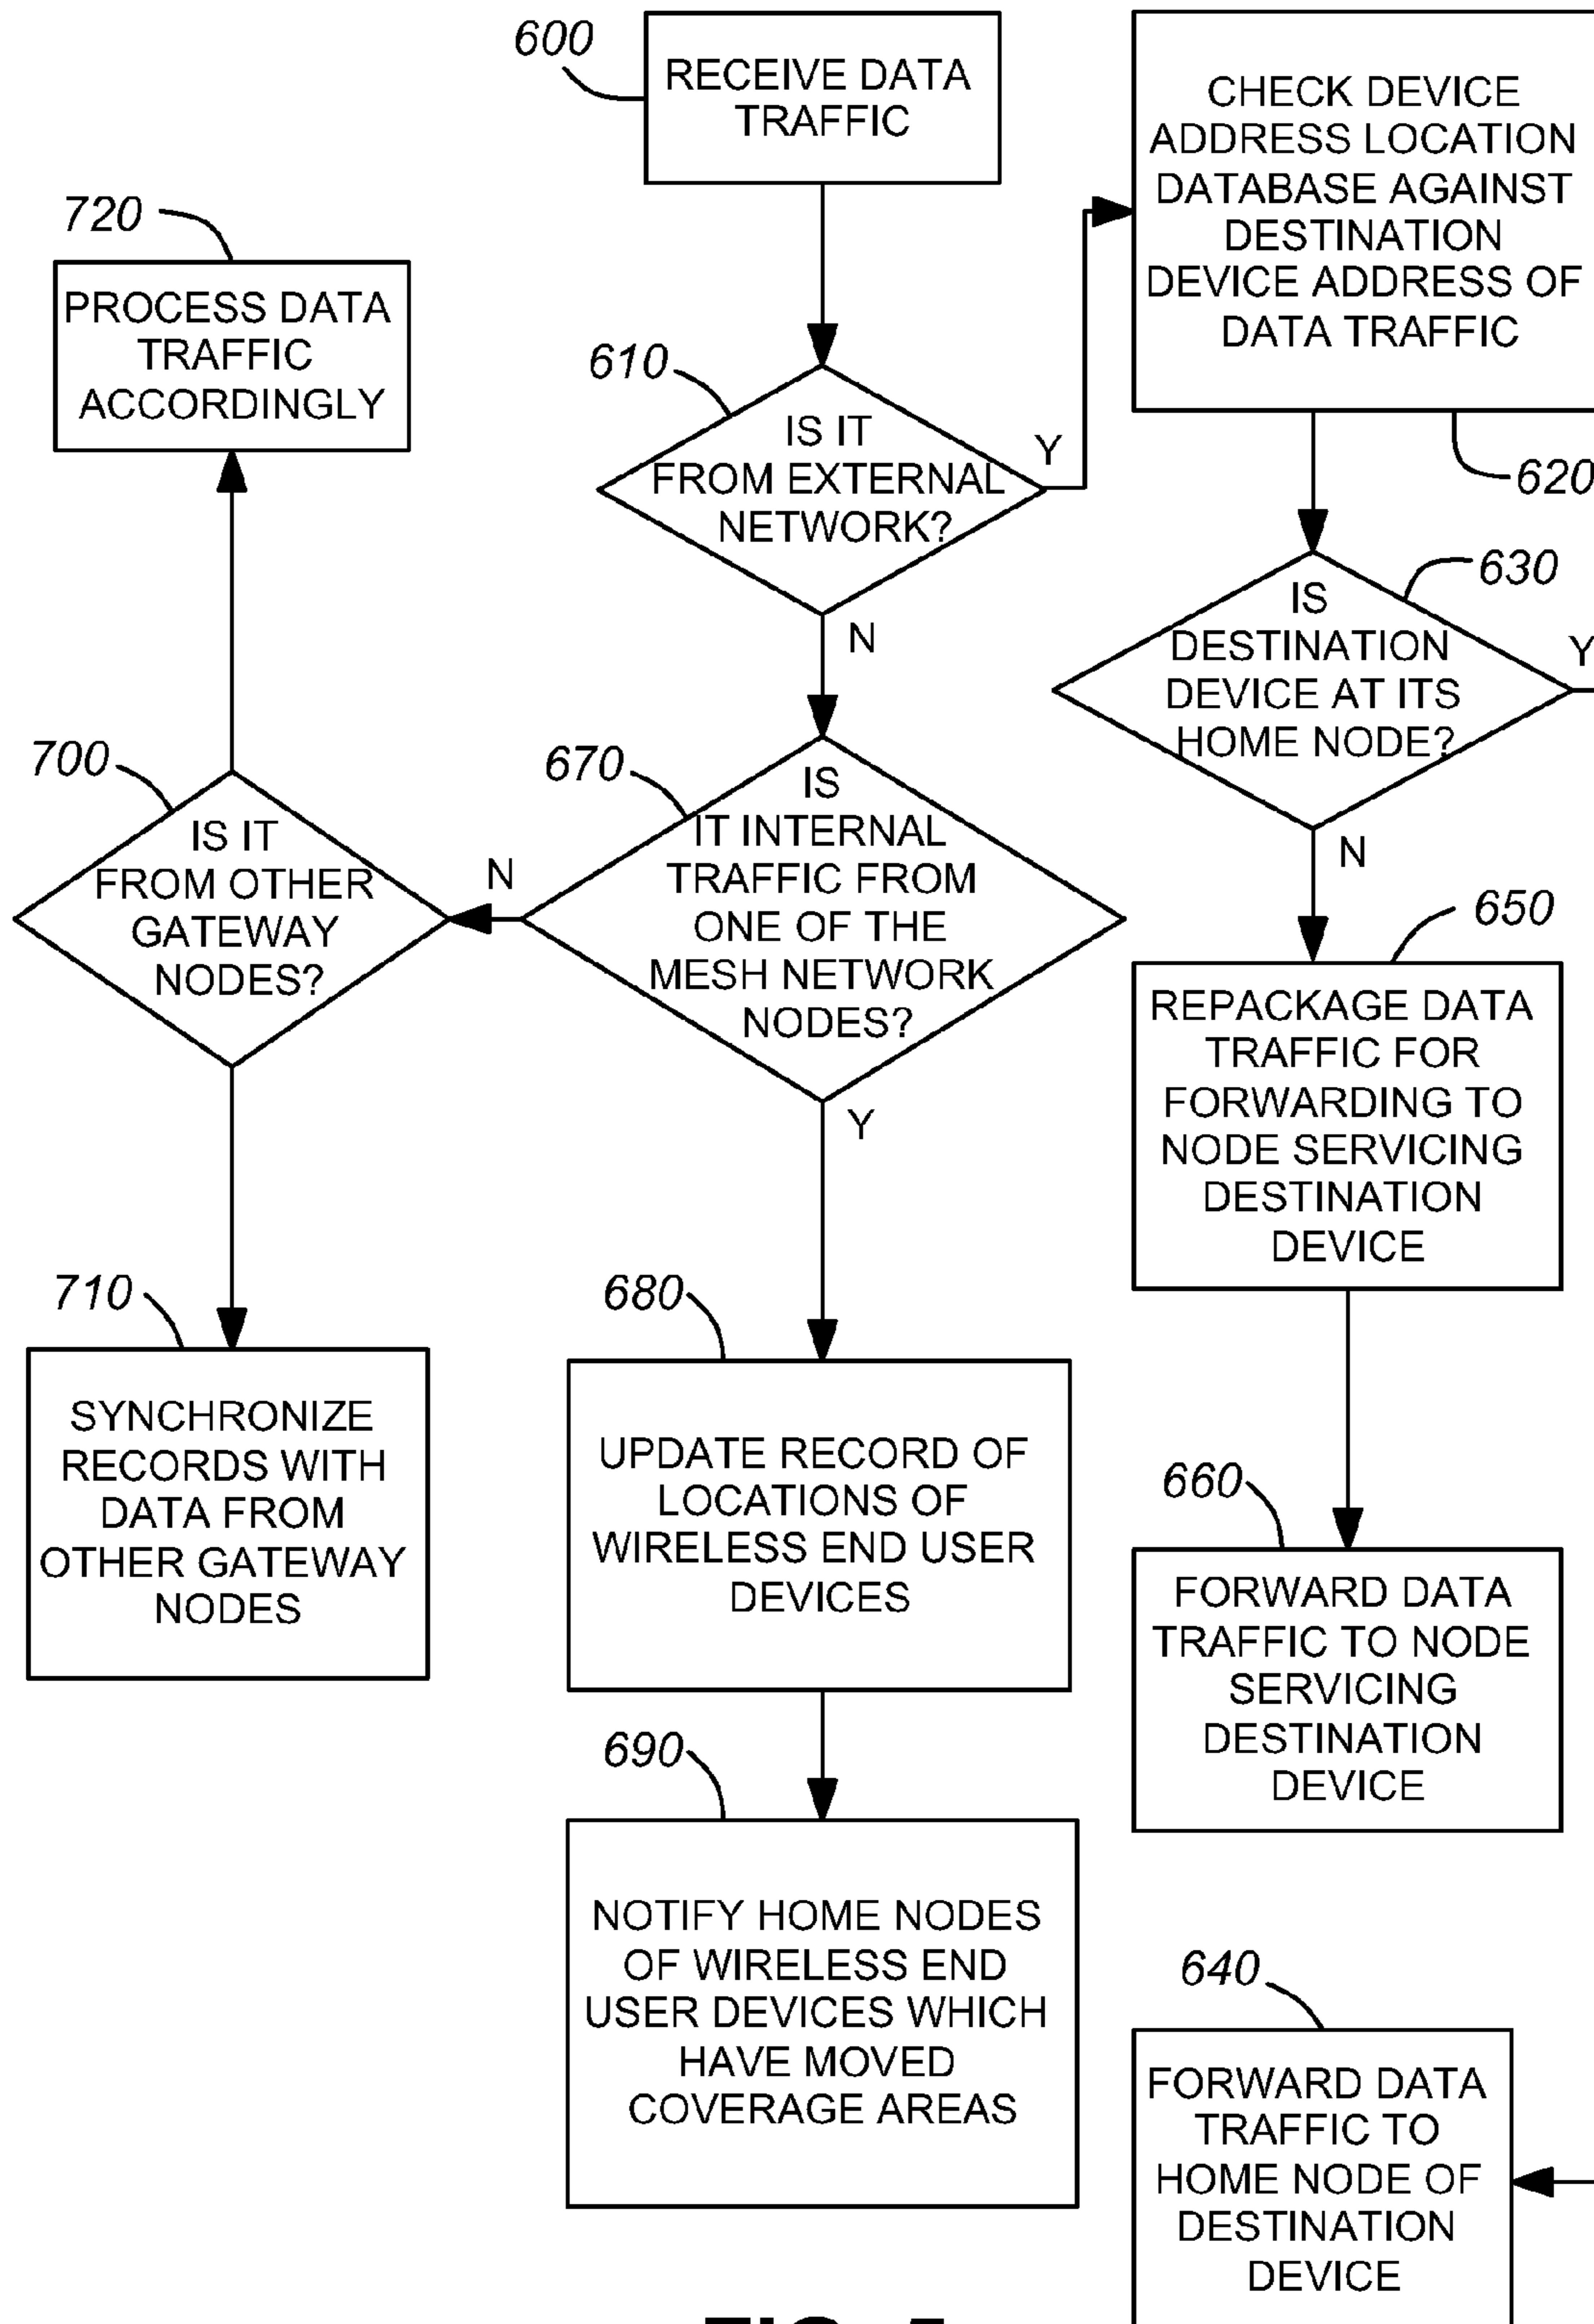 600
RECEIVE DATA
TRAFFIC
CHECK DEVICE
ADDRESS LOCATION
DATABASE AGAINST
DESTINATION
DEVICE ADDRESS OF
DATA TRAFFIC
620
720
PROCESS DATA
TRAFFIC
ACCORDINGLY
610
IS IT
FROM EXTERNAL
NETWORK?
Y
N
630
IS
DESTINATION
DEVICE AT ITS
HOME NODE?
Y
N
700
IS IT
FROM OTHER
GATEWAY
NODES?
N
670
IS
IT INTERNAL
TRAFFIC FROM
ONE OF THE
MESH NETWORK
NODES?
Y
650
REPACKAGE DATA
TRAFFIC FOR
FORWARDING TO
NODE SERVICING
DESTINATION
DEVICE
710
SYNCHRONIZE
RECORDS WITH
DATA FROM
OTHER GATEWAY
NODES
680
UPDATE RECORD OF
LOCATIONS OF
WIRELESS END USER
DEVICES
660
FORWARD DATA
TRAFFIC TO NODE
SERVICING
DESTINATION
DEVICE
690
NOTIFY HOME NODES
OF WIRELESS END
USER DEVICES WHICH
HAVE MOVED
COVERAGE AREAS
640
FORWARD DATA
TRAFFIC TO
HOME NODE OF
DESTINATION
DEVICE